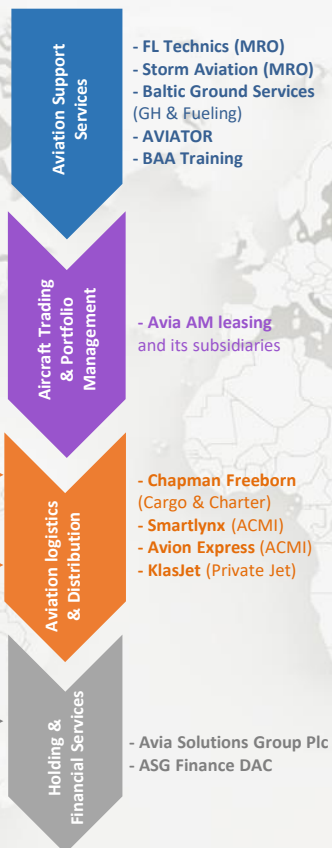 Aviation Support
Services
- FL Technics (MRO)
- Storm Aviation (MRO)
- Baltic Ground Services
(GH & Fueling)
- AVIATOR
- BAA Training
Aircraft Trading
& Portfolio
Management
- Avia AM leasing
and its subsidiaries
Aviation logistics
& Distribution
- Chapman Freeborn
(Cargo & Charter)
- Smartlynx (ACMI)
- Avion Express (ACMI)
- KlasJet (Private Jet)
Holding &
Financial Services
- Avia Solutions Group Plc
- ASG Finance DAC